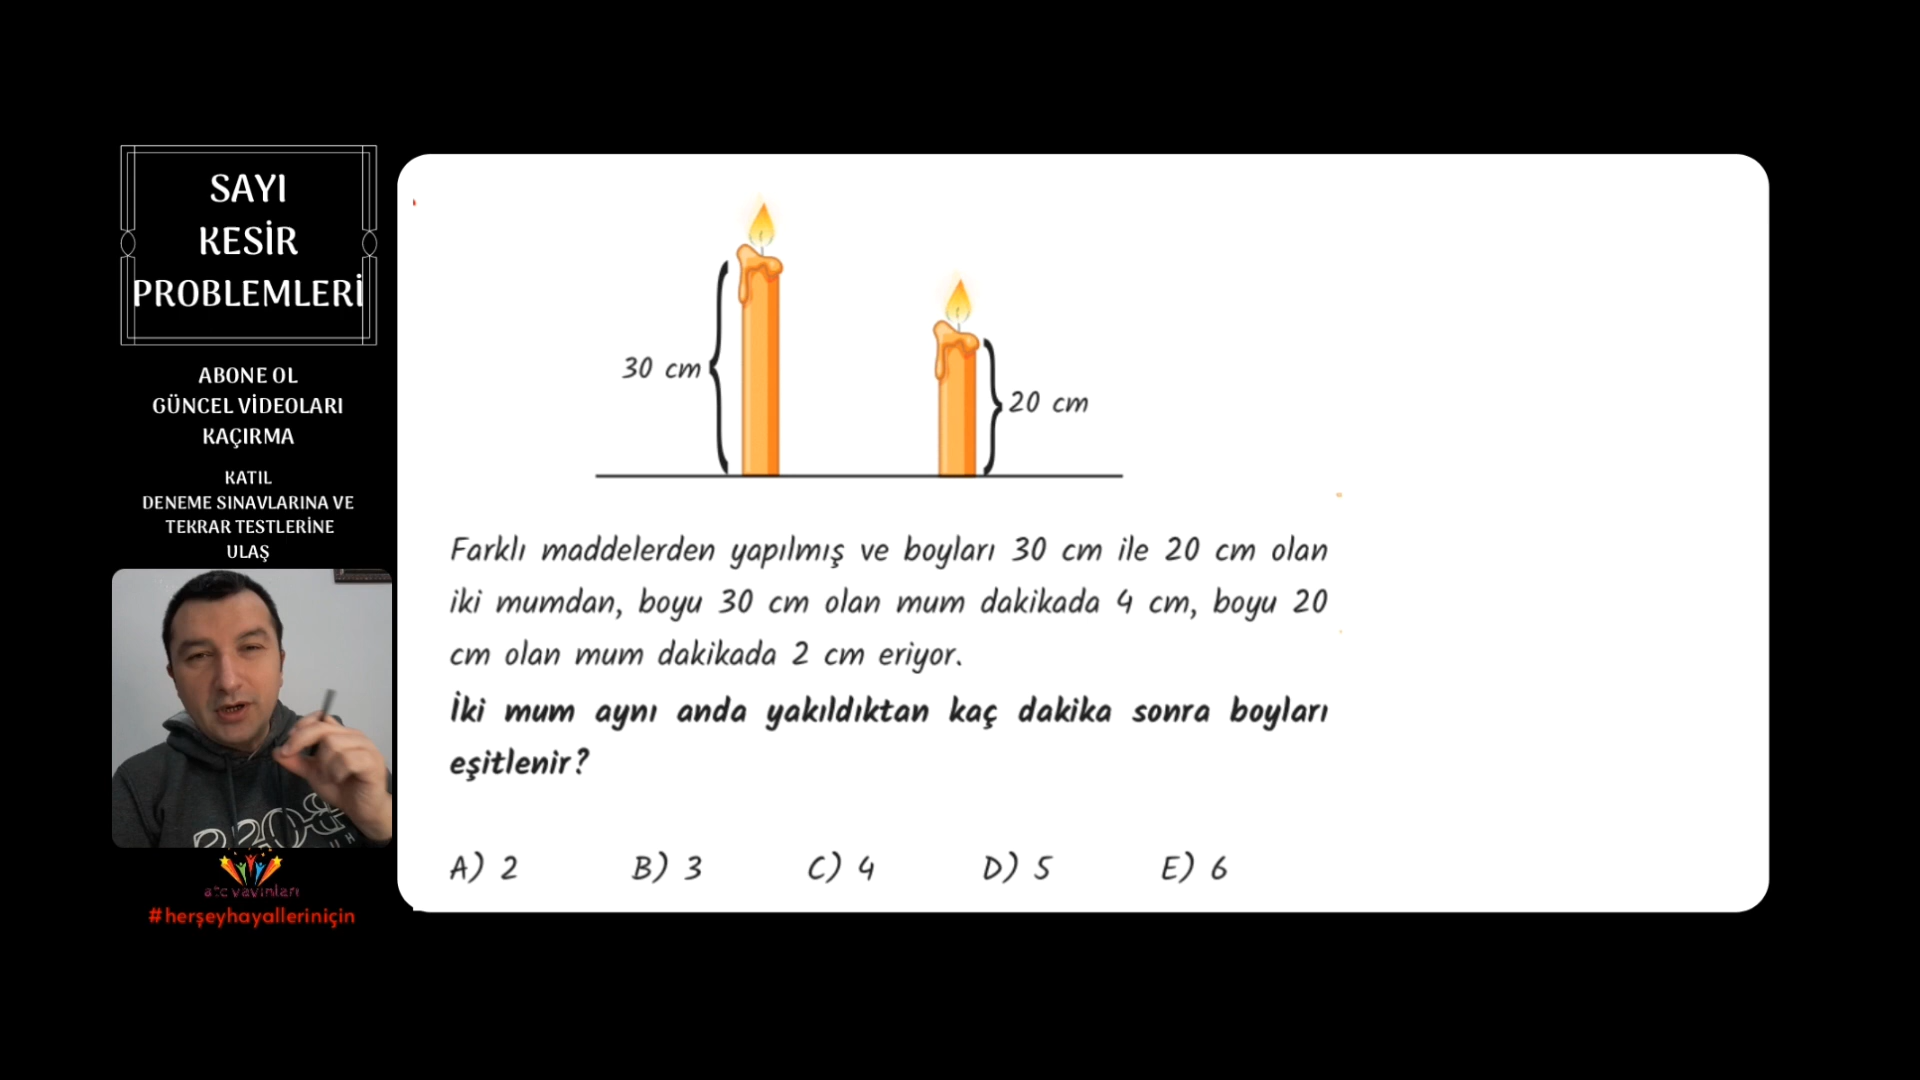 SAYI
KESİR
PROBLEMLERİ
ABONE OL
GÜNCEL VİDEOLARI
KAÇIRMA
KATIL
DENEME SINAVLARINA VE
TEKRAR TESTLERİNE
ULAŞ
atc yayınları
#herşeyhayalleriniçin
30 cm
20 cm
Farklı maddelerden yapılmış ve boyları 30 cm ile 20 cm olan
iki mumdan, boyu 30 cm olan mum dakikada 4 cm, boyu 20
cm olan mum dakikada 2 cm eriyor.
İki mum aynı anda yakıldıktan kaç dakika sonra boyları
eşitlenir?
A) 2 B) 3 C) 4 D) 5 E) 6